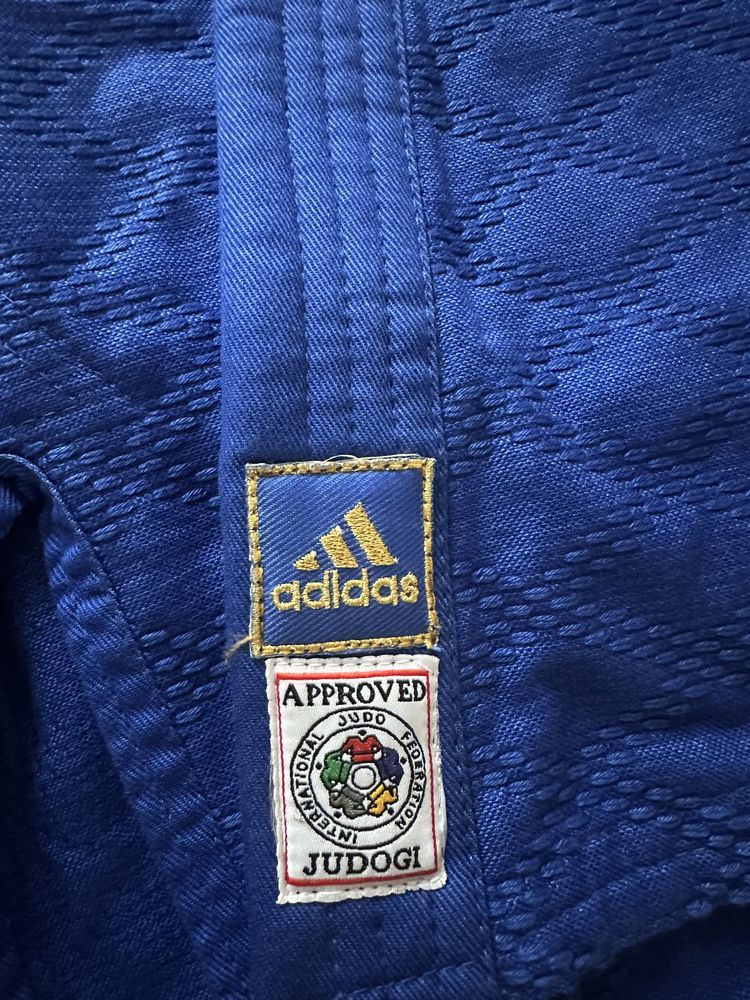 adidas
APPROVED
INTERNATIONAL JUDO FEDERATION
JUDOGI